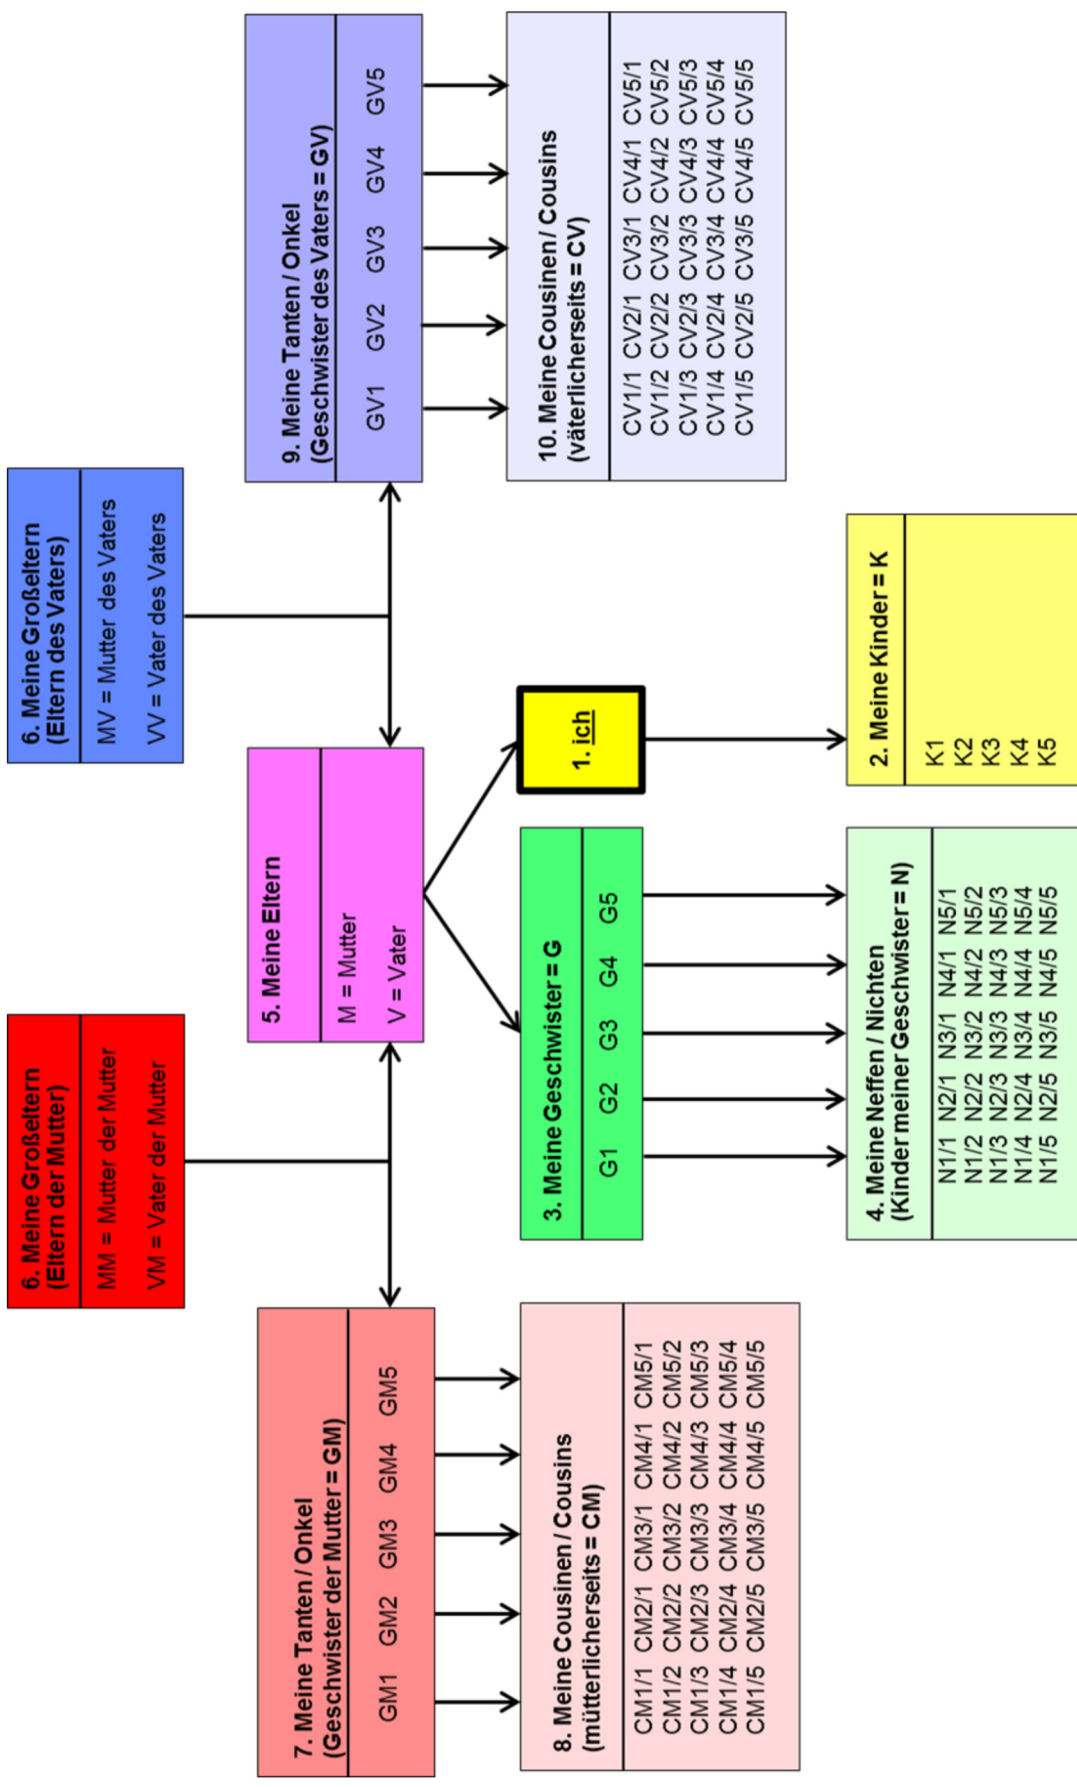 6. Meine Großeltern
(Eltern der Mutter)
MM = Mutter der Mutter
VM = Vater der Mutter
6. Meine Großeltern
(Eltern des Vaters)
MV = Mutter des Vaters
VV = Vater des Vaters
7. Meine Tanten / Onkel
(Geschwister der Mutter = GM)
GM1 GM2 GM3 GM4 GM5
5. Meine Eltern
M = Mutter
V = Vater
9. Meine Tanten / Onkel
(Geschwister des Vaters = GV)
GV1 GV2 GV3 GV4 GV5
8. Meine Cousinen / Cousins
(mütterlicherseits = CM)
CM1/1 CM2/1 CM3/1 CM4/1 CM5/1
CM1/2 CM2/2 CM3/2 CM4/2 CM5/2
CM1/3 CM2/3 CM3/3 CM4/3 CM5/3
CM1/4 CM2/4 CM3/4 CM4/4 CM5/4
CM1/5 CM2/5 CM3/5 CM4/5 CM5/5
3. Meine Geschwister = G
G1 G2 G3 G4 G5
1. ich
10. Meine Cousinen / Cousins
(väterlicherseits = CV)
CV1/1 CV2/1 CV3/1 CV4/1 CV5/1
CV1/2 CV2/2 CV3/2 CV4/2 CV5/2
CV1/3 CV2/3 CV3/3 CV4/3 CV5/3
CV1/4 CV2/4 CV3/4 CV4/4 CV5/4
CV1/5 CV2/5 CV3/5 CV4/5 CV5/5
4. Meine Neffen / Nichten
(Kinder meiner Geschwister = N)
N1/1 N2/1 N3/1 N4/1 N5/1
N1/2 N2/2 N3/2 N4/2 N5/2
N1/3 N2/3 N3/3 N4/3 N5/3
N1/4 N2/4 N3/4 N4/4 N5/4
N1/5 N2/5 N3/5 N4/5 N5/5
2. Meine Kinder = K
K1
K2
K3
K4
K5